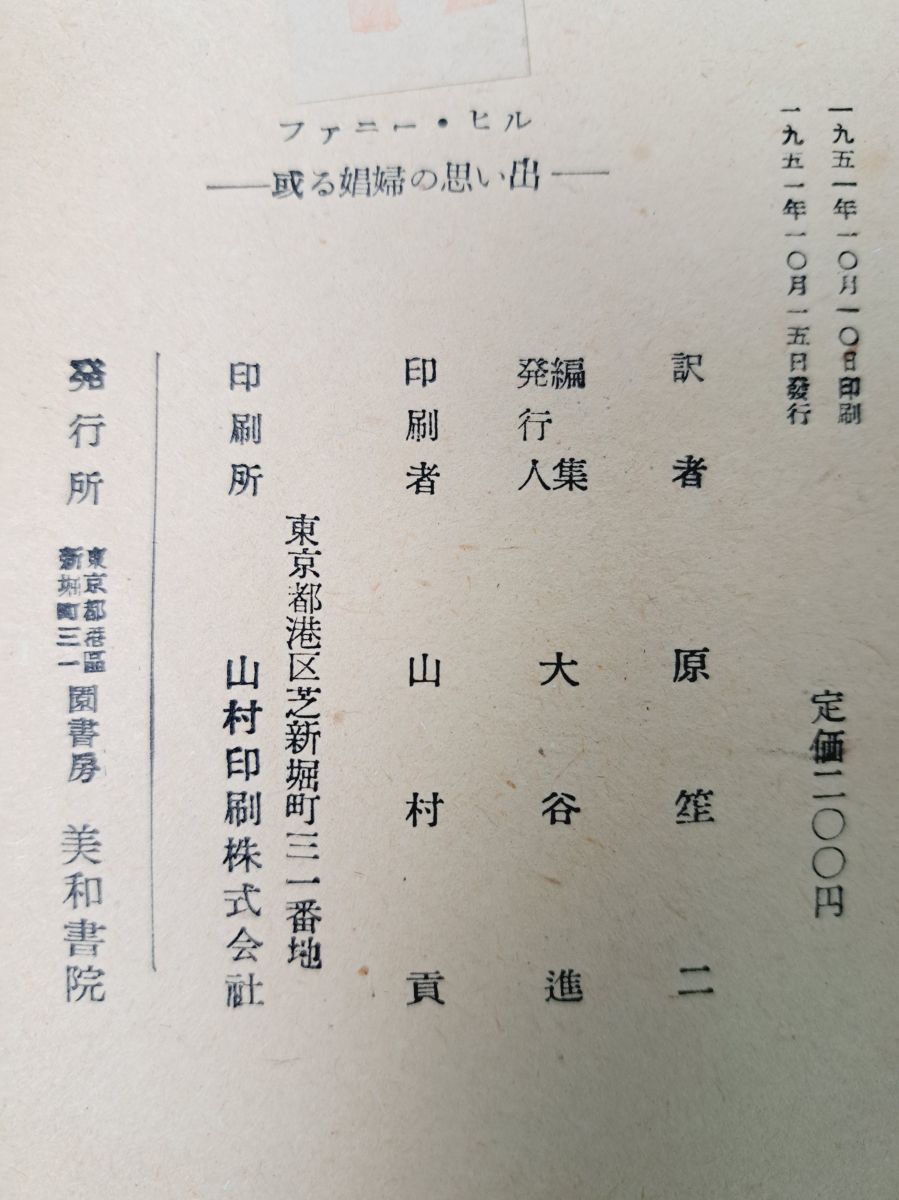 ファニー・ヒル
——或る娼婦の思い出——
一九五一年一〇月一〇日印刷
一九五一年一〇月一五日發行
定価二〇〇円
訳者 原笙二
編集
発行人 大谷進
印刷者 山村貢
東京都港区芝新堀町三一番地
印刷所 山村印刷株式会社
発行所 東京都港區
新堀町三一 園書房 美和書院